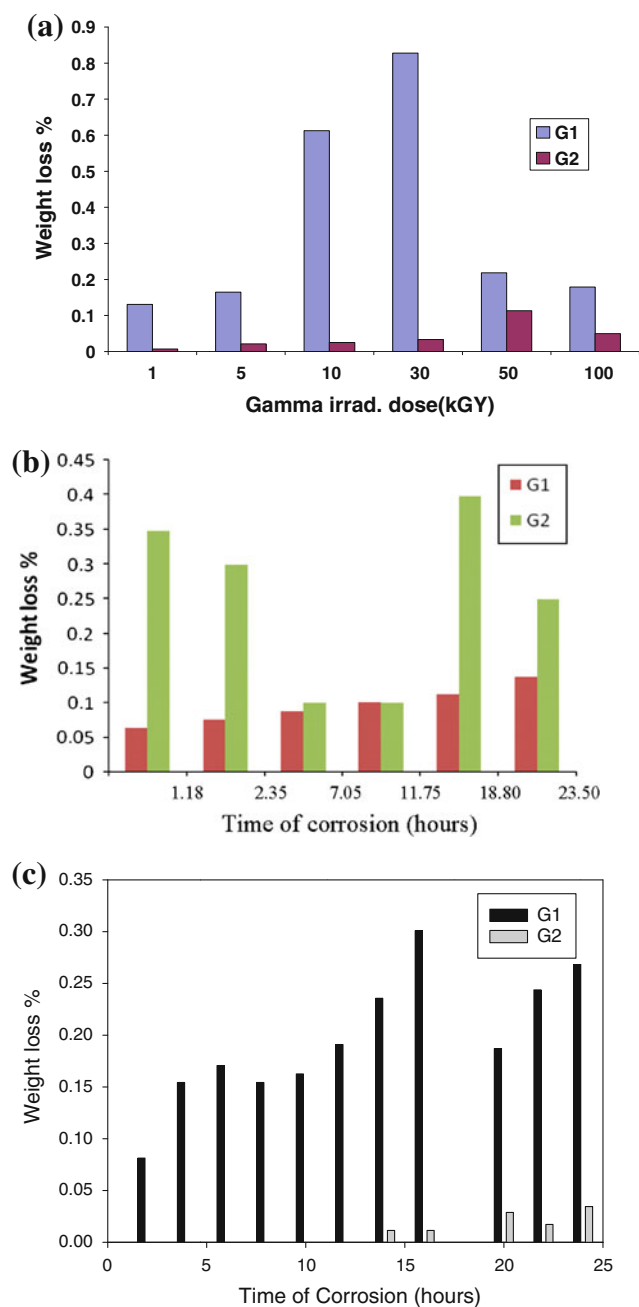 (a)
0.9
0.8
0.7
0.6
0.5
0.4
0.3
0.2
0.1
0
Weight loss %
G1
G2
1 5 10 30 50 100
Gamma irrad. dose(kGY)
(b)
0.45
0.4
0.35
0.3
0.25
0.2
0.15
0.1
0.05
0
Weight loss %
G1
G2
1.18 2.35 7.05 11.75 18.80 23.50
Time of corrosion (hours)
(c)
0.35
0.30
0.25
0.20
0.15
0.10
0.05
0.00
Weight loss %
G1
G2
0 5 10 15 20 25
Time of Corrosion (hours)